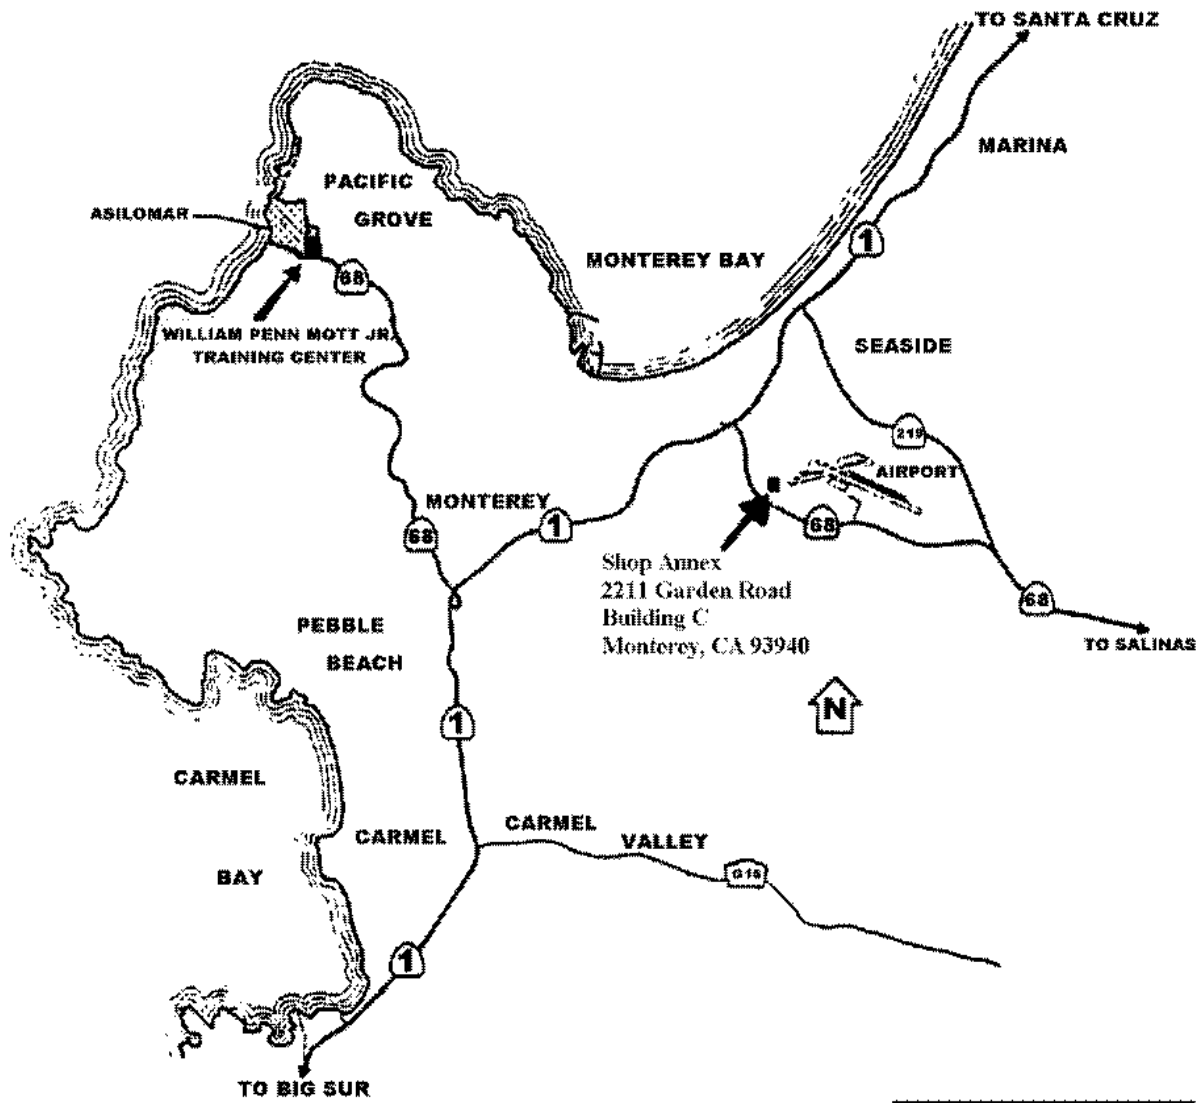 TO SANTA CRUZ
MARINA
PACIFIC
GROVE
ASILOMAR
1
MONTEREY BAY
68
WILLIAM PENN MOTT JR.
TRAINING CENTER
SEASIDE
219
AIRPORT
MONTEREY
68
1
68
Shop Annex
2211 Garden Road
Building C
Monterey, CA 93940
68
TO SALINAS
PEBBLE
BEACH
N
1
CARMEL
BAY
CARMEL
CARMEL
VALLEY
G16
1
TO BIG SUR